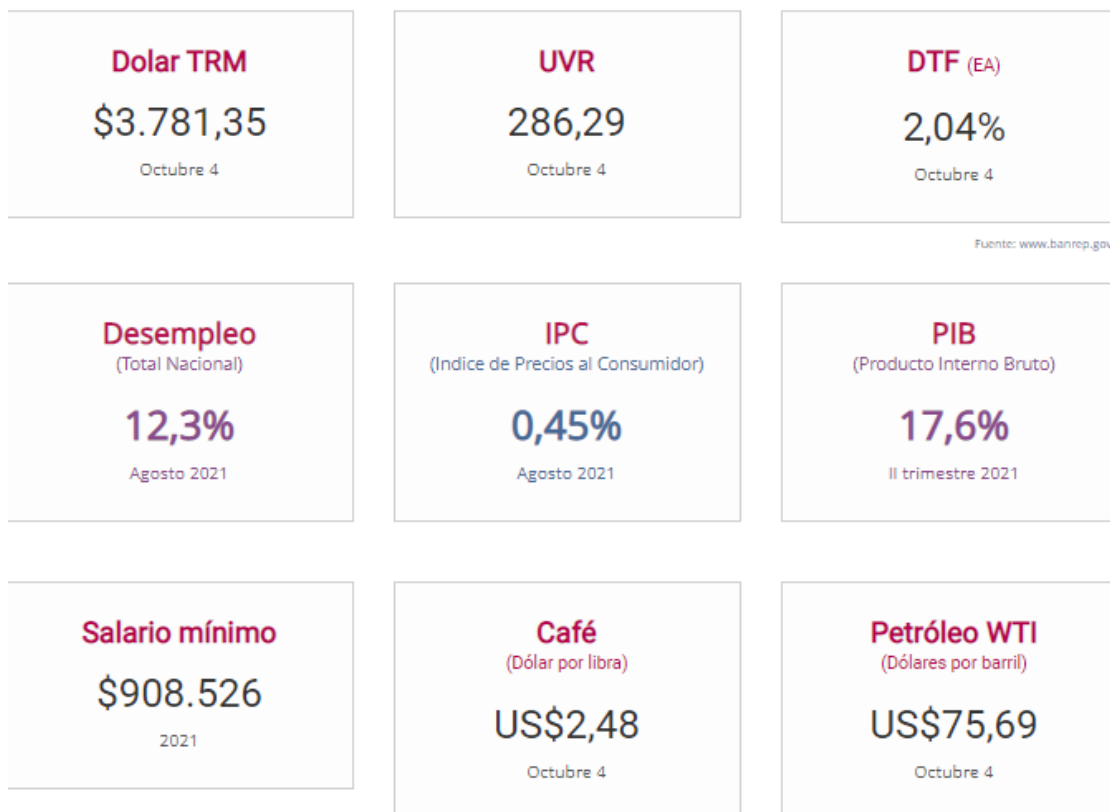 Dolar TRM
$3.781,35
Octubre 4
UVR
286,29
Octubre 4
DTF (EA)
2,04%
Octubre 4
Fuente: www.banrep.gov
Desempleo
(Total Nacional)
12,3%
Agosto 2021
IPC
(Indice de Precios al Consumidor)
0,45%
Agosto 2021
PIB
(Producto Interno Bruto)
17,6%
II trimestre 2021
Salario mínimo
$908.526
2021
Café
(Dólar por libra)
US$2,48
Octubre 4
Petróleo WTI
(Dólares por barril)
US$75,69
Octubre 4